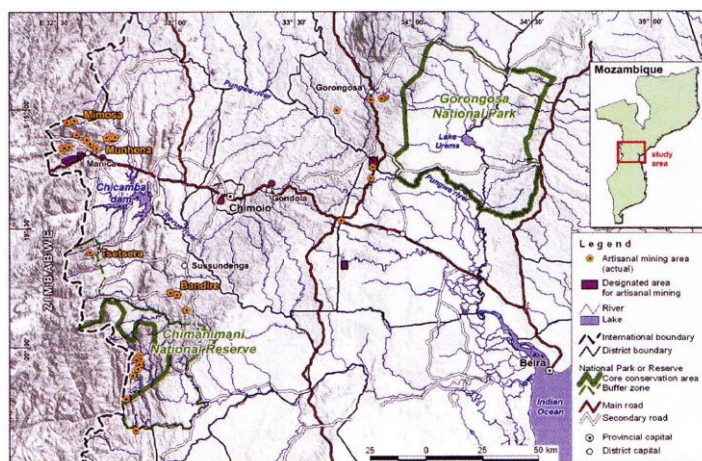 E 32° 30'
33° 00'
33° 30'
34° 00'
34° 30'
35° 00'
Mozambique
study
area
Pungwe river
Gorongosa
Gorongosa
National Park
Lake
Urema
Mimosa
Munhena
Manica
Chicamba
dam
Chimoio
Gondola
Pungwe river
Revue river
Tsetsera
Sussundenga
Bandire
ZIMBABWE
Chimanimani
National Reserve
Beira
Indian
Ocean
Legend
Artisanal mining area
(actual)
Designated area
for artisanal mining
River
Lake
International boundary
District boundary
National Park or Reserve
Core conservation area
Buffer zone
Main road
Secondary road
Provincial capital
District capital
25 0 25 50 km